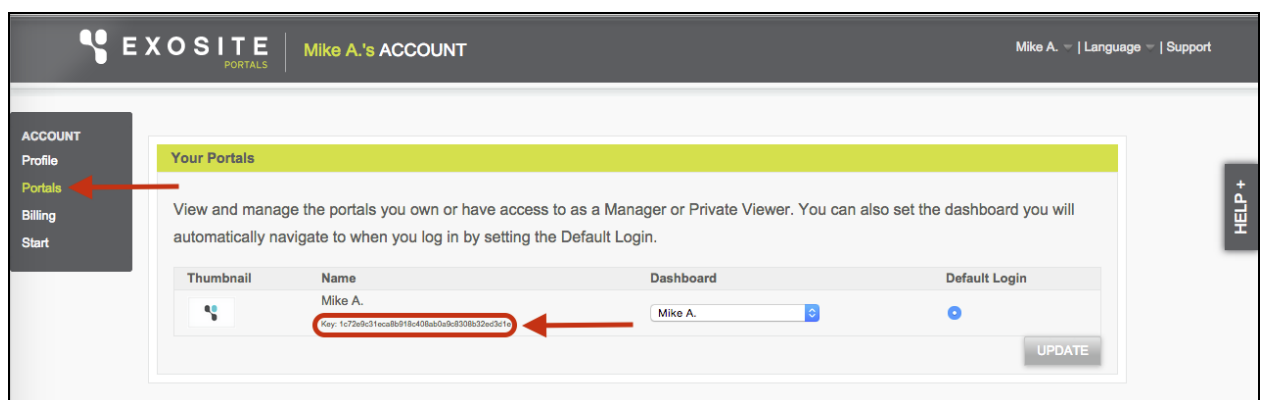 EXOSITE
PORTALS
Mike A.'s ACCOUNT
Mike A. | Language | Support
ACCOUNT
Profile
Portals
Billing
Start
Your Portals
View and manage the portals you own or have access to as a Manager or Private Viewer. You can also set the dashboard you will
automatically navigate to when you log in by setting the Default Login.
Thumbnail Name Dashboard Default Login
Mike A.
Key:
Mike A.
UPDATE
HELP +